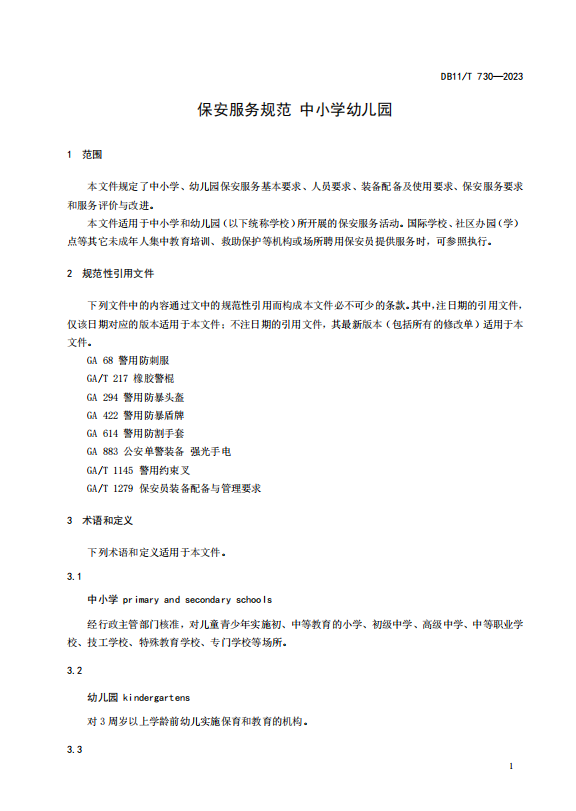 DB11/T 730—2023
保安服务规范 中小学幼儿园
1 范围
本文件规定了中小学、幼儿园保安服务基本要求、人员要求、装备配备及使用要求、保安服务要求
和服务评价与改进。
本文件适用于中小学和幼儿园（以下统称学校）所开展的保安服务活动。国际学校、社区办园（学）
点等其它未成年人集中教育培训、救助保护等机构或场所聘用保安员提供服务时，可参照执行。
2 规范性引用文件
下列文件中的内容通过文中的规范性引用而构成本文件必不可少的条款。其中，注日期的引用文件，
仅该日期对应的版本适用于本文件；不注日期的引用文件，其最新版本（包括所有的修改单）适用于本
文件。
GA 68 警用防刺服
GA/T 217 橡胶警棍
GA 294 警用防暴头盔
GA 422 警用防暴盾牌
GA 614 警用防割手套
GA 883 公安单警装备 强光手电
GA/T 1145 警用约束叉
GA/T 1279 保安员装备配备与管理要求
3 术语和定义
下列术语和定义适用于本文件。
3.1
中小学 primary and secondary schools
经行政主管部门核准，对儿童青少年实施初、中等教育的小学、初级中学、高级中学、中等职业学
校、技工学校、特殊教育学校、专门学校等场所。
3.2
幼儿园 kindergartens
对 3 周岁以上学龄前幼儿实施保育和教育的机构。
3.3
1